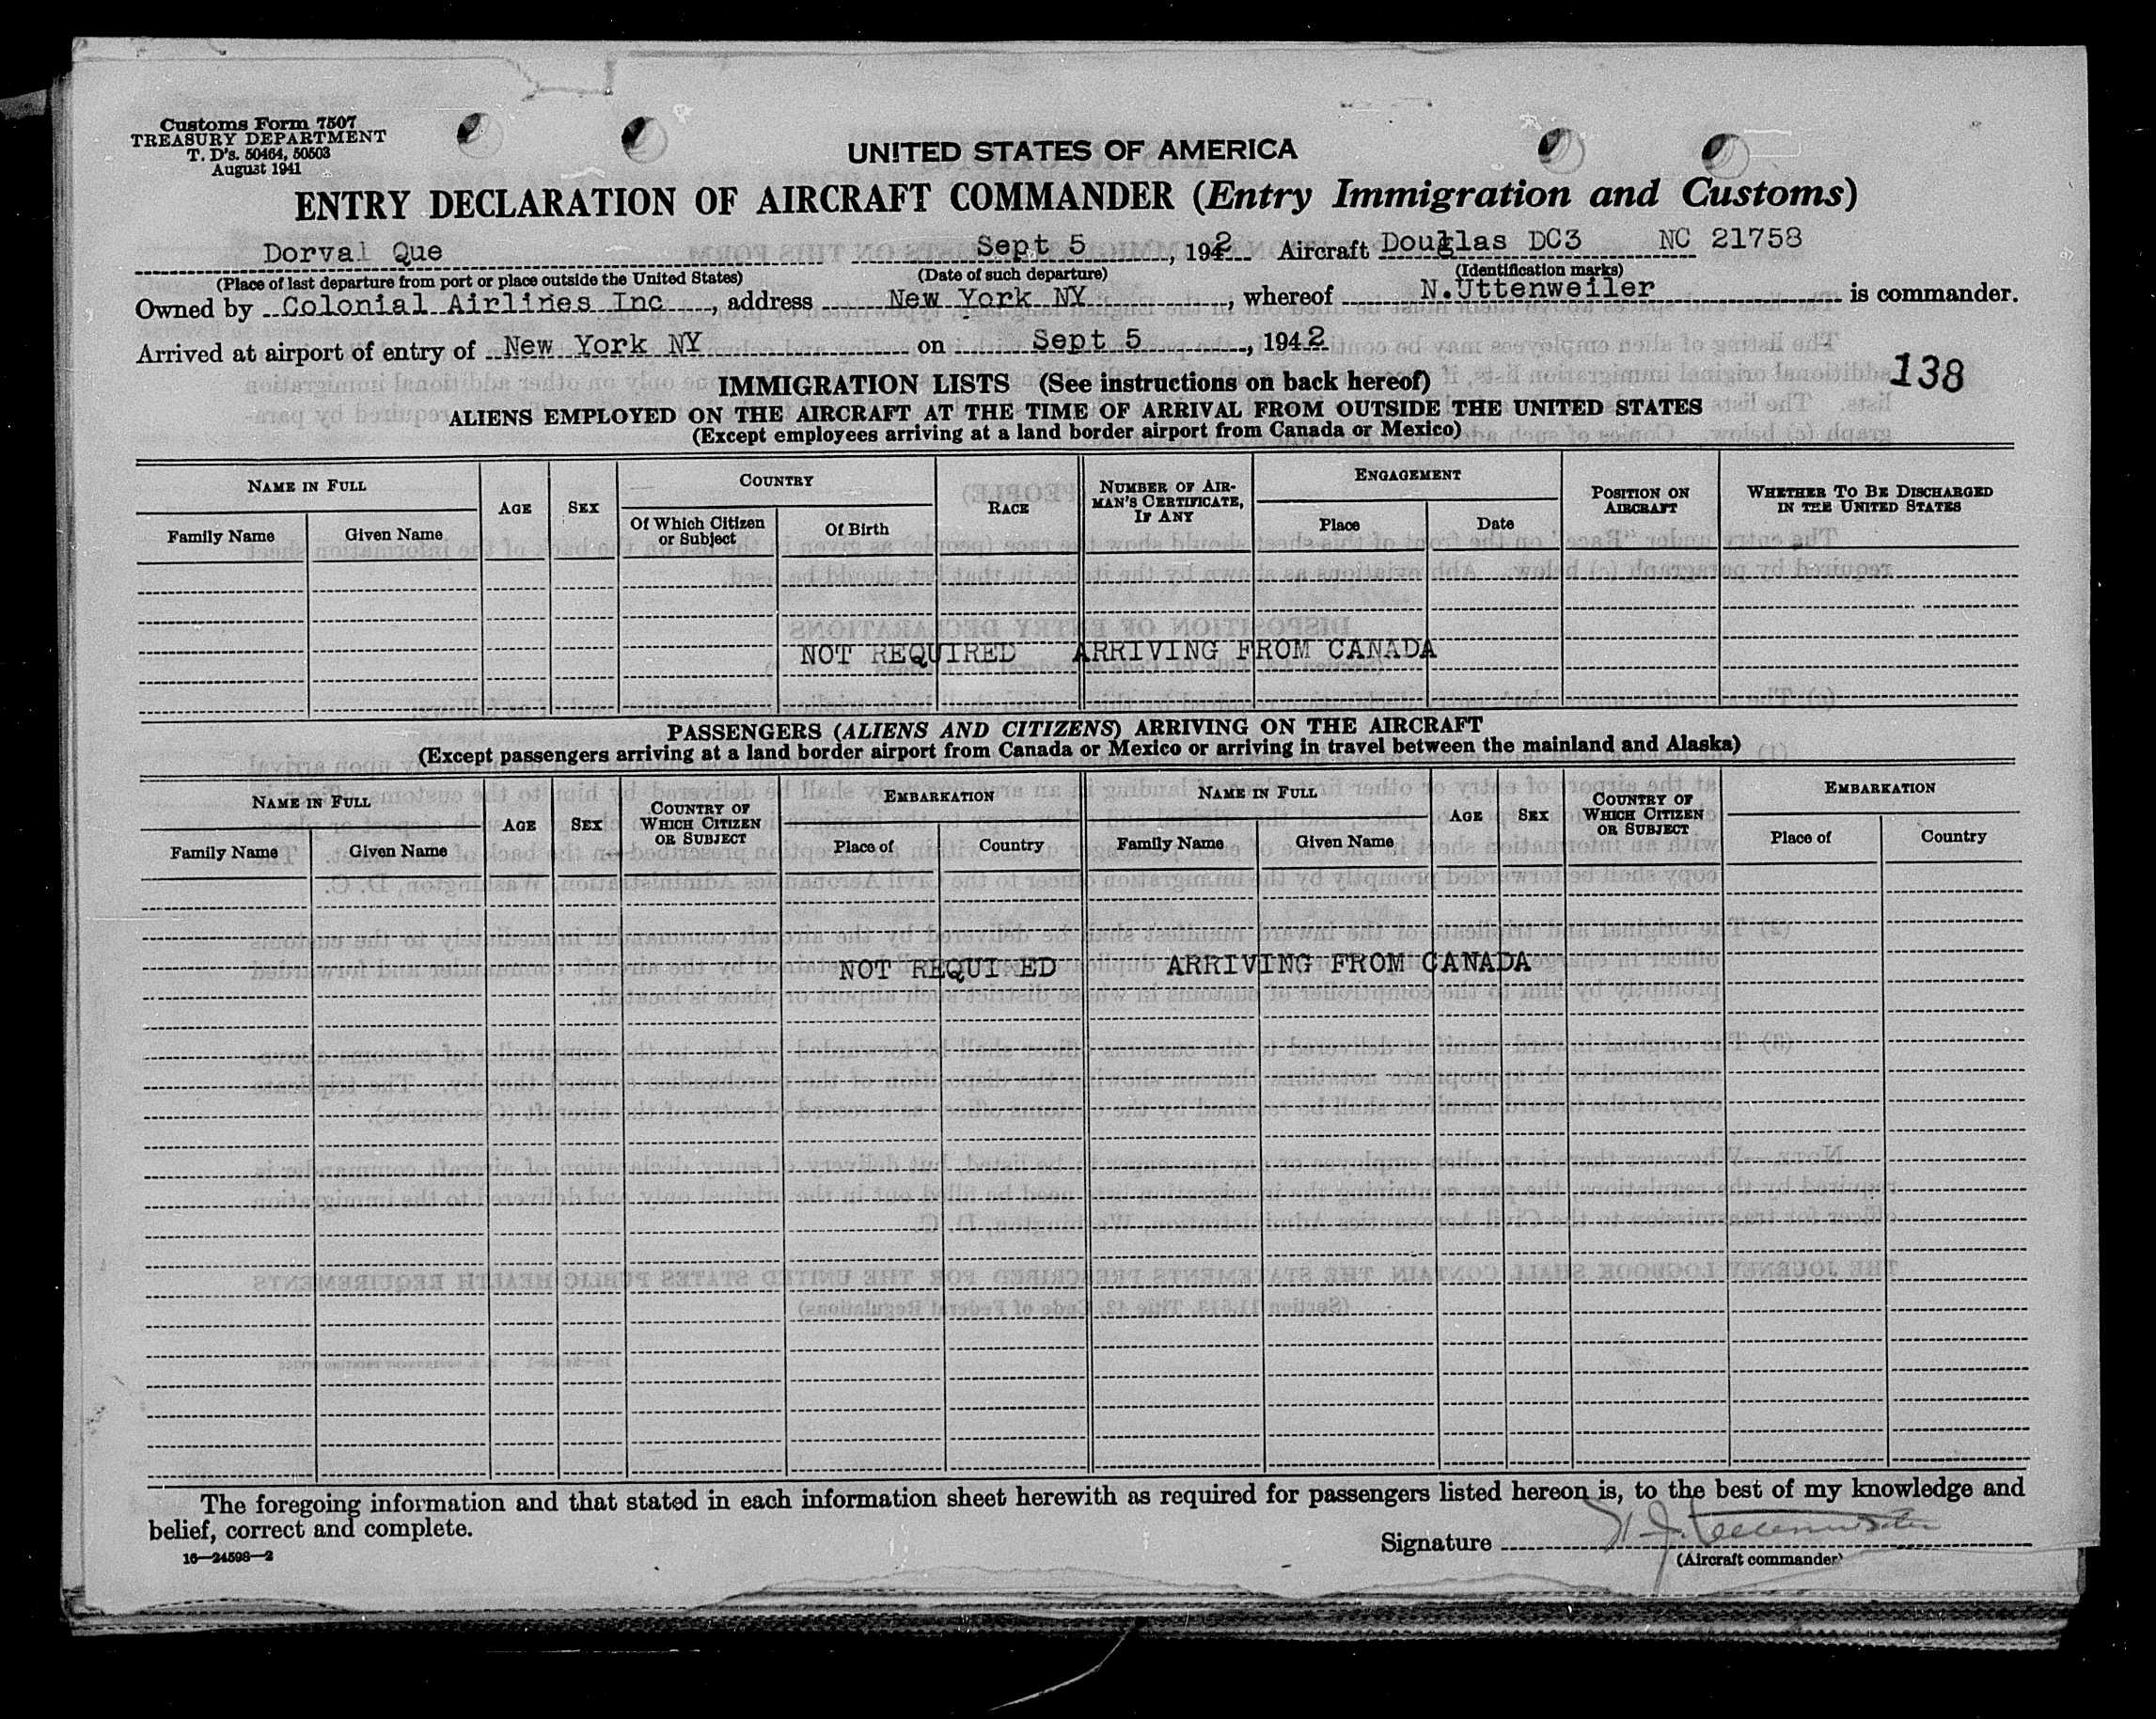 Customs Form 7507
TREASURY DEPARTMENT
T. D's. 50464, 50503
August 1941
UNITED STATES OF AMERICA
ENTRY DECLARATION OF AIRCRAFT COMMANDER (Entry Immigration and Customs)
Dorval Que Sept 5, 1942 Aircraft Douglas DC3 NC 21758
(Place of last departure from port or place outside the United States) (Date of such departure) (Identification marks)
Owned by Colonial Airlines Inc, address New York NY, whereof N.Uttenweiler is commander.
Arrived at airport of entry of New York NY on Sept 5, 1942
138
IMMIGRATION LISTS (See instructions on back hereof)
ALIENS EMPLOYED ON THE AIRCRAFT AT THE TIME OF ARRIVAL FROM OUTSIDE THE UNITED STATES
(Except employees arriving at a land border airport from Canada or Mexico)
NAME IN FULL AGE SEX COUNTRY RACE NUMBER OF AIRMAN'S CERTIFICATE, IF ANY ENGAGEMENT POSITION ON AIRCRAFT WHETHER TO BE DISCHARGED IN THE UNITED STATES
Family Name Given Name Of Which Citizen or Subject Of Birth Place Date
NOT REQUIRED ARRIVING FROM CANADA
PASSENGERS (ALIENS AND CITIZENS) ARRIVING ON THE AIRCRAFT
(Except passengers arriving at a land border airport from Canada or Mexico or arriving in travel between the mainland and Alaska)
NAME IN FULL AGE SEX COUNTRY OF WHICH CITIZEN OR SUBJECT EMBARKATION NAME IN FULL AGE SEX COUNTRY OF WHICH CITIZEN OR SUBJECT EMBARKATION
Family Name Given Name Place of Country Family Name Given Name Place of Country
NOT REQUI ED ARRIVING FROM CANADA
The foregoing information and that stated in each information sheet herewith as required for passengers listed hereon is, to the best of my knowledge and
belief, correct and complete.
Signature
16—24598—2
(Aircraft commander)